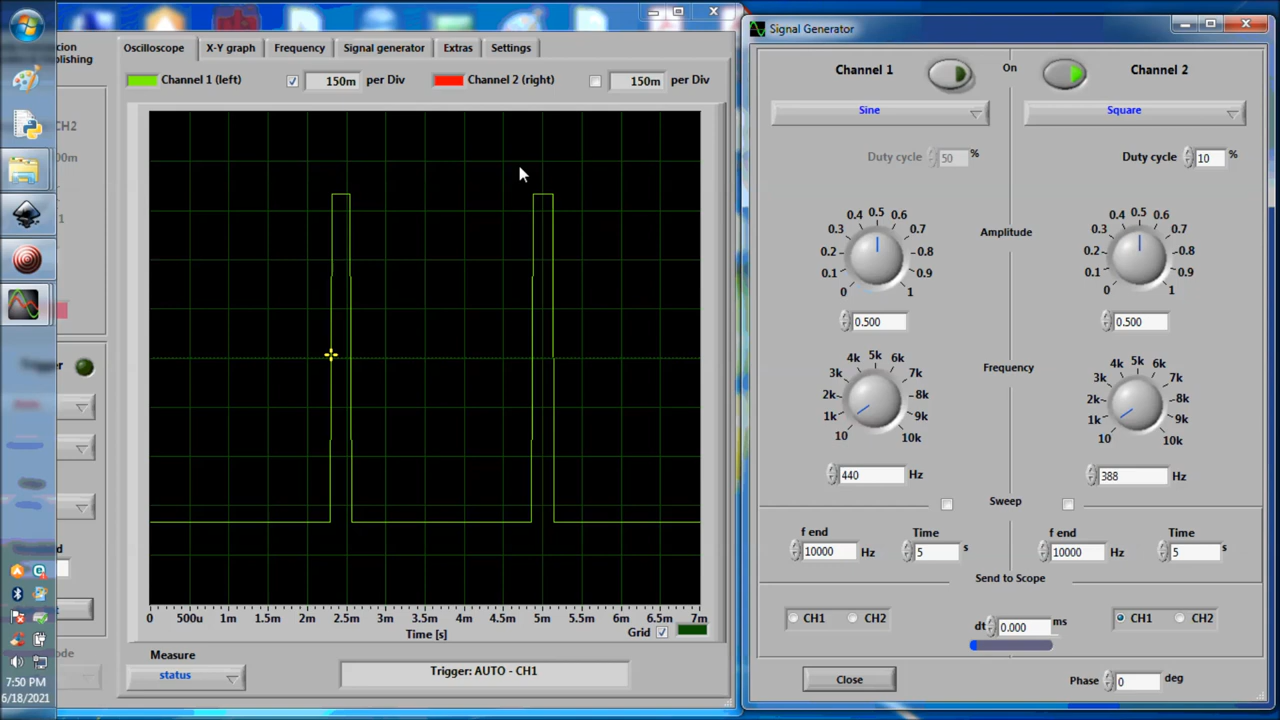 cion
olishing
CH2
00m
1
Trigger
hold
ode
7:50 PM
6/18/2021
Oscilloscope X-Y graph Frequency Signal generator Extras Settings
Channel 1 (left) 150m per Div Channel 2 (right) 150m per Div
0 500u 1m 1.5m 2m 2.5m 3m 3.5m 4m 4.5m 5m 5.5m 6m 6.5m 7m
Time [s] Grid
Measure
status
Trigger: AUTO - CH1
Signal Generator
Channel 1 On Channel 2
Sine Square
Duty cycle 50 % Duty cycle 10 %
Amplitude
0 0.1 0.2 0.3 0.4 0.5 0.6 0.7 0.8 0.9 1
0 0.1 0.2 0.3 0.4 0.5 0.6 0.7 0.8 0.9 1
0.500 0.500
Frequency
10 1k 2k 3k 4k 5k 6k 7k 8k 9k 10k
10 1k 2k 3k 4k 5k 6k 7k 8k 9k 10k
440 Hz 388 Hz
Sweep
f end Time f end Time
10000 Hz 5 s 10000 Hz 5 s
Send to Scope
CH1 CH2 dt 0.000 ms CH1 CH2
Close Phase 0 deg